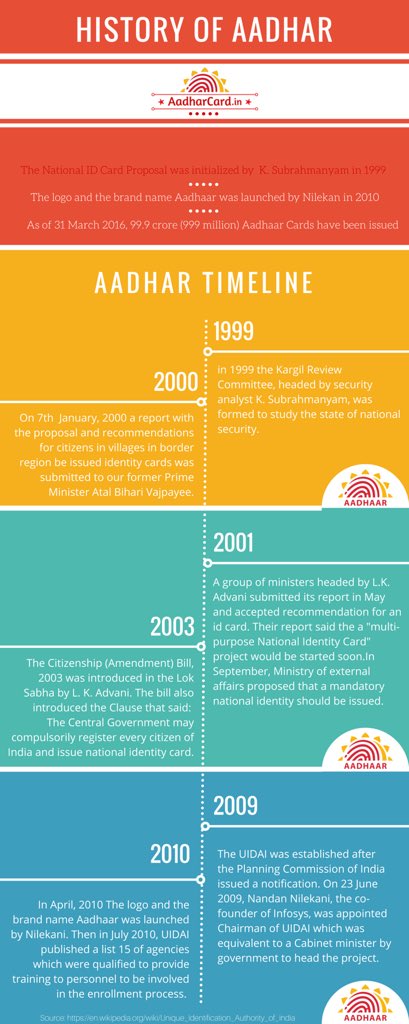 HISTORY OF AADHAR
AadharCard.in
The National ID Card Proposal was initialized by K. Subrahmanyam in 1999
The logo and the brand name Aadhaar was launched by Nilekan in 2010
As of 31 March 2016, 99.9 crore (999 million) Aadhar Cards have been issued
AADHAR TIMELINE
1999
in 1999 the Kargil Review
Committee, headed by security
analyst K. Subrahmanyam, was
formed to study the state of national
security.
2000
On 7th January, 2000 a report with
the proposal and recommendations
for citizens in villages in border
region be issued identity cards was
submitted to our former Prime
Minister Atal Bihari Vajpayee.
AADHAAR
2001
A group of ministers headed by L.K.
Advani submitted its report in May
and accepted recommendation for an
id card. Their report said the a "multi-
purpose National Identity Card"
project would be started soon.In
September, Ministry of external
affairs proposed that a mandatory
national identity should be issued.
2003
The Citizenship (Amendment) Bill,
2003 was introduced in the Lok
Sabha by L. K. Advani. The bill also
introduced the Clause that said:
The Central Government may
compulsorily register every citizen of
India and issue national identity card.
AADHAAR
2009
The UIDAI was established after
the Planning Commission of India
issued a notification. On 23 June
2009, Nandan Nilekani, the co-
founder of Infosys, was appointed
Chairman of UIDAI which was
equivalent to a Cabinet minister by
government to head the project.
2010
In April, 2010 The logo and the
brand name Aadhaar was launched
by Nilekani. Then in July 2010, UIDAI
published a list 15 of agencies
which were qualified to provide
training to personnel to be involved
in the enrollment process.
AADHAAR
Source: https://en.wikipedia.org/wiki/Unique_Identification_Authority_of_India